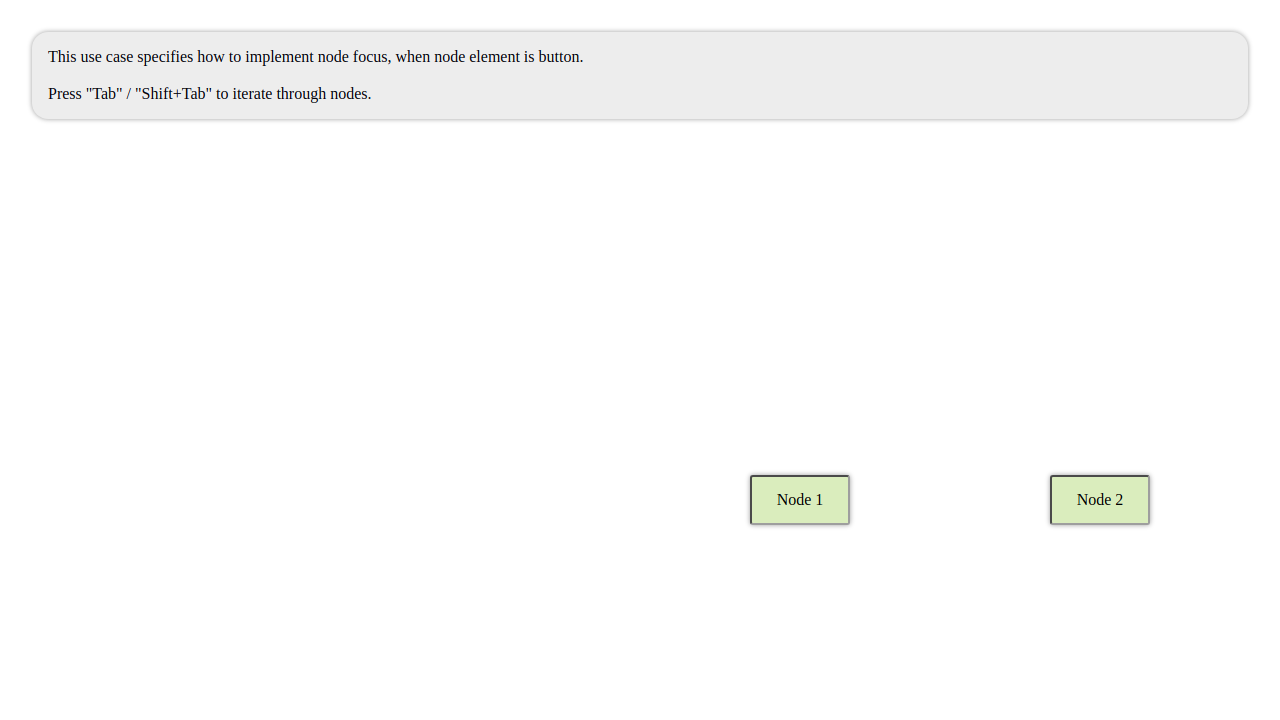 This use case specifies how to implement node focus, when node element is button.
Press "Tab" / "Shift+Tab" to iterate through nodes.
Node 1
Node 2